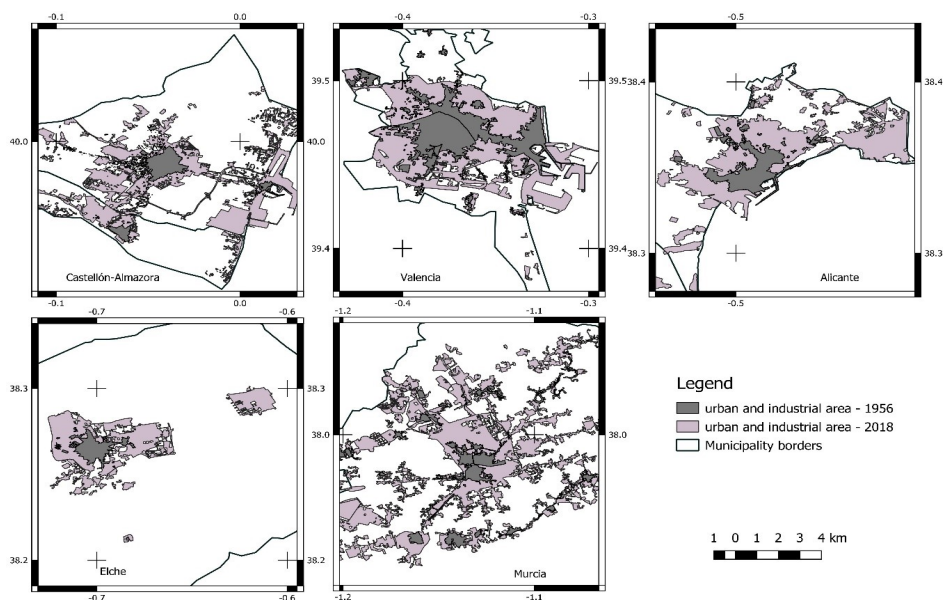 -0.1 0.0
-0.4 -0.3
-0.5
39.5 39.5 38.4 38.4
40.0 40.0
39.4 39.4 38.3 38.3
Castellón-Almazora Valencia Alicante
-0.1 0.0
-0.4 -0.3
-0.5
-0.7 -0.6
-1.2 -1.1
38.3 38.3
38.0 38.0
38.2 38.2
Elche Murcia
-0.7 -0.6
-1.2 -1.1
Legend
urban and industrial area - 1956
urban and industrial area - 2018
Municipality borders
1 0 1 2 3 4 km